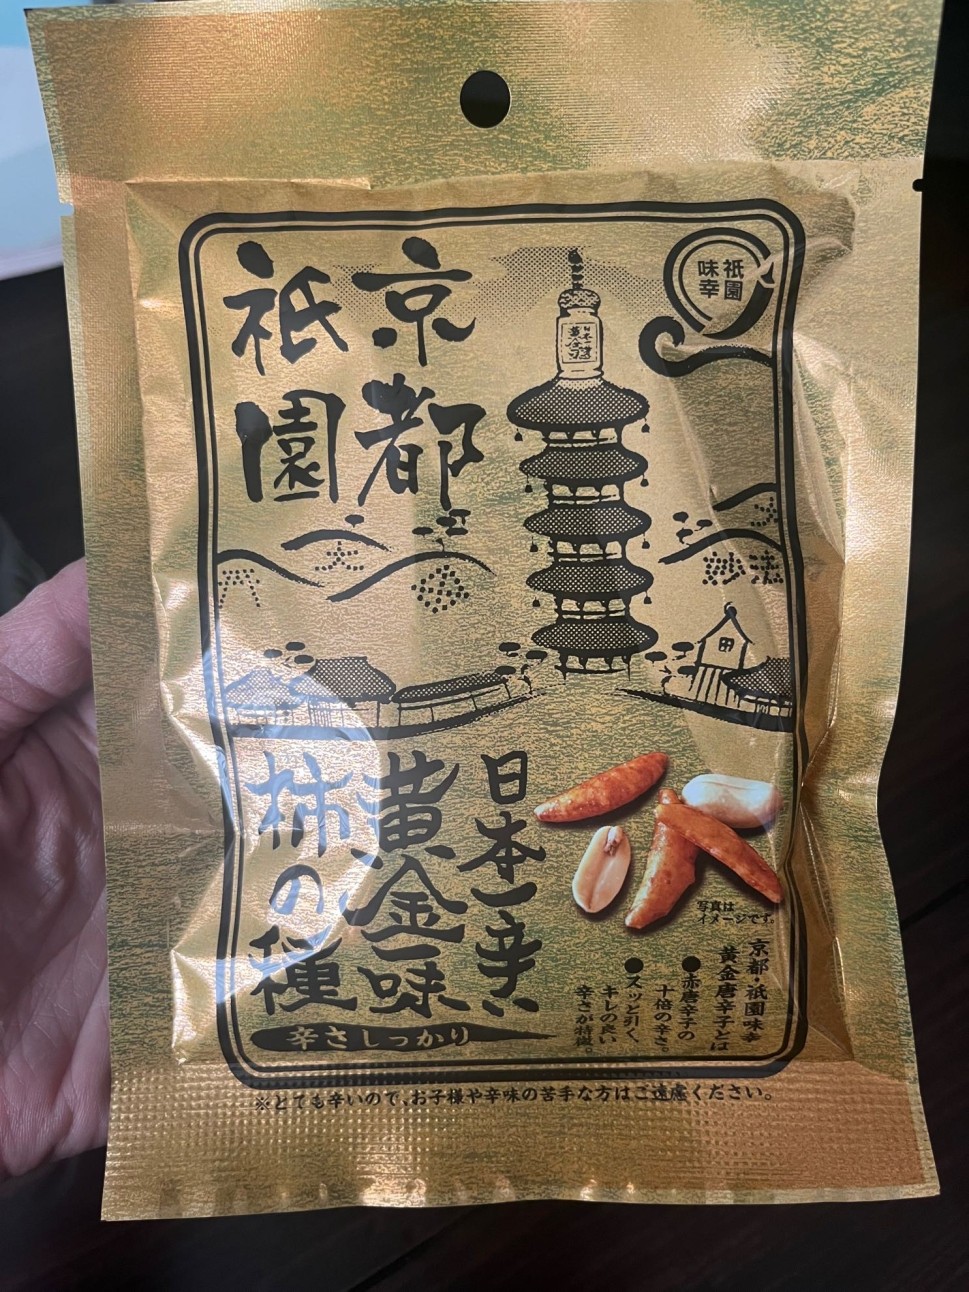 京都
祇園
祇園
味幸
日本一辛い
黄金一味
柿の種
辛さしっかり
写真は
イメージです。
京都・祇園味幸
黄金唐辛子とは
●赤唐辛子の
十倍の辛さ。
●スッと引く、
キレの良い
辛さが特徴。
※とても辛いので、お子様や辛味の苦手な方はご遠慮ください。
大
妙法